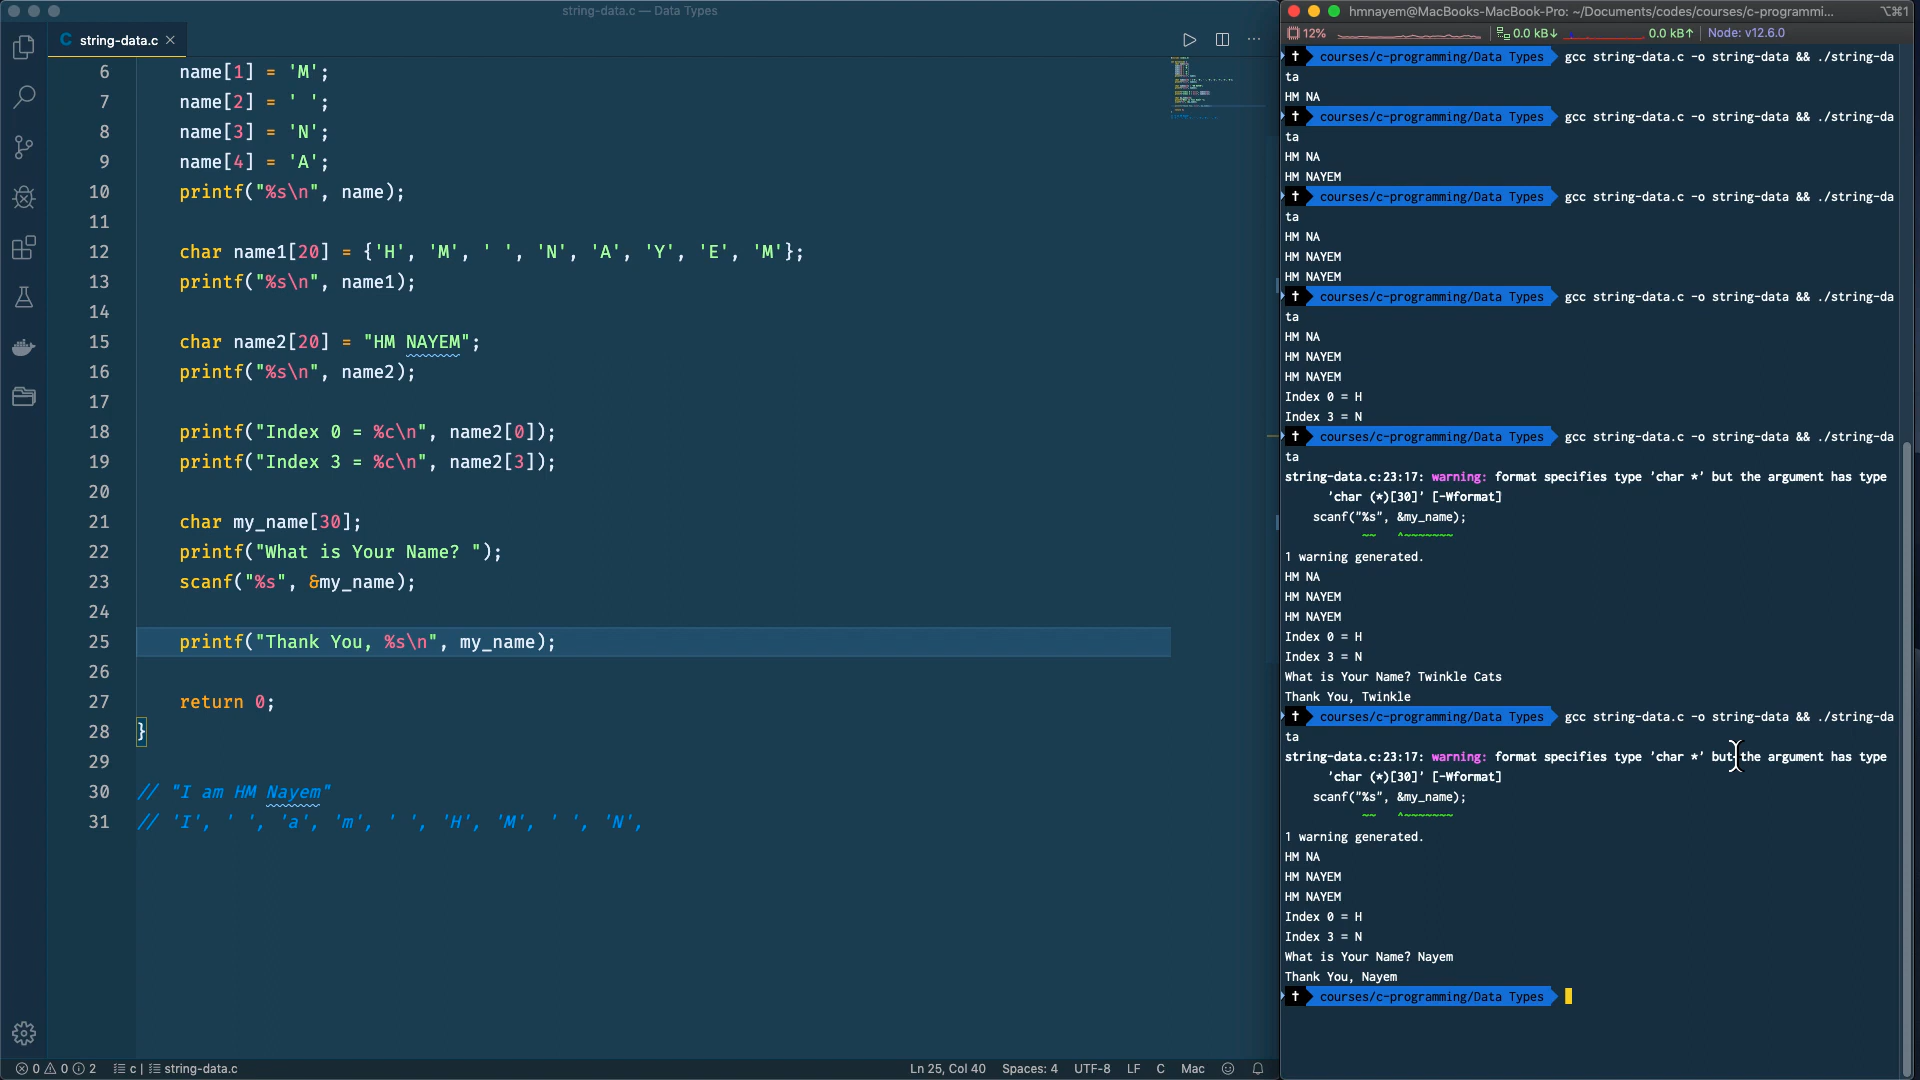 string-data.c — Data Types
C string-data.c ×
6 name[1] = 'M';
7 name[2] = ' ';
8 name[3] = 'N';
9 name[4] = 'A';
10 printf("%s\n", name);
11
12 char name1[20] = {'H', 'M', ' ', 'N', 'A', 'Y', 'E', 'M'};
13 printf("%s\n", name1);
14
15 char name2[20] = "HM NAYEM";
16 printf("%s\n", name2);
17
18 printf("Index 0 = %c\n", name2[0]);
19 printf("Index 3 = %c\n", name2[3]);
20
21 char my_name[30];
22 printf("What is Your Name? ");
23 scanf("%s", &my_name);
24
25 printf("Thank You, %s\n", my_name);
26
27 return 0;
28 }
29
30 // "I am HM Nayem"
31 // 'I', ' ', 'a', 'm', ' ', 'H', 'M', ' ', 'N',
0 0 2 c | string-data.c Ln 25, Col 40 Spaces: 4 UTF-8 LF C Mac
hmnayem@MacBooks-MacBook-Pro: ~/Documents/codes/courses/c-programmi... ⌥⌘1
12% 0.0 kB↓ 0.0 kB↑ Node: v12.6.0
courses/c-programming/Data Types gcc string-data.c -o string-data && ./string-da
ta
HM NA
courses/c-programming/Data Types gcc string-data.c -o string-data && ./string-da
ta
HM NA
HM NAYEM
courses/c-programming/Data Types gcc string-data.c -o string-data && ./string-da
ta
HM NA
HM NAYEM
HM NAYEM
courses/c-programming/Data Types gcc string-data.c -o string-data && ./string-da
ta
HM NA
HM NAYEM
HM NAYEM
Index 0 = H
Index 3 = N
courses/c-programming/Data Types gcc string-data.c -o string-data && ./string-da
ta
string-data.c:23:17: warning: format specifies type 'char *' but the argument has type
'char (*)[30]' [-Wformat]
scanf("%s", &my_name);
~~ ^~~~~~~~
1 warning generated.
HM NA
HM NAYEM
HM NAYEM
Index 0 = H
Index 3 = N
What is Your Name? Twinkle Cats
Thank You, Twinkle
courses/c-programming/Data Types gcc string-data.c -o string-data && ./string-da
ta
string-data.c:23:17: warning: format specifies type 'char *' but the argument has type
'char (*)[30]' [-Wformat]
scanf("%s", &my_name);
~~ ^~~~~~~~
1 warning generated.
HM NA
HM NAYEM
HM NAYEM
Index 0 = H
Index 3 = N
What is Your Name? Nayem
Thank You, Nayem
courses/c-programming/Data Types